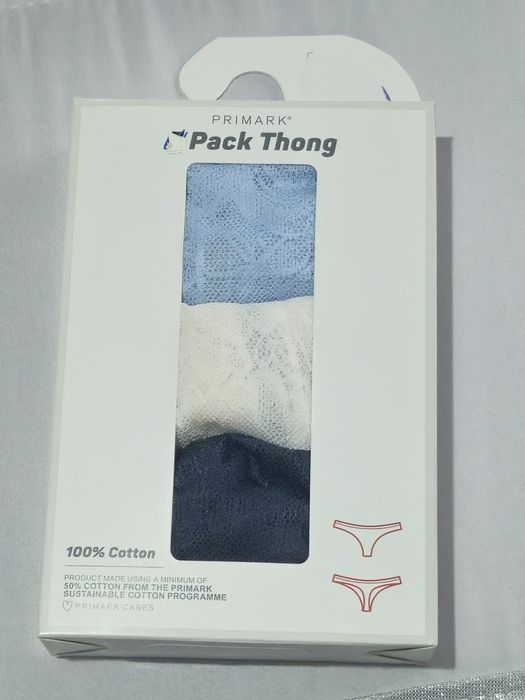 PRIMARK®
Pack Thong
100% Cotton
PRODUCT MADE USING A MINIMUM OF
50% COTTON FROM THE PRIMARK
SUSTAINABLE COTTON PROGRAMME
PRIMARK CARES